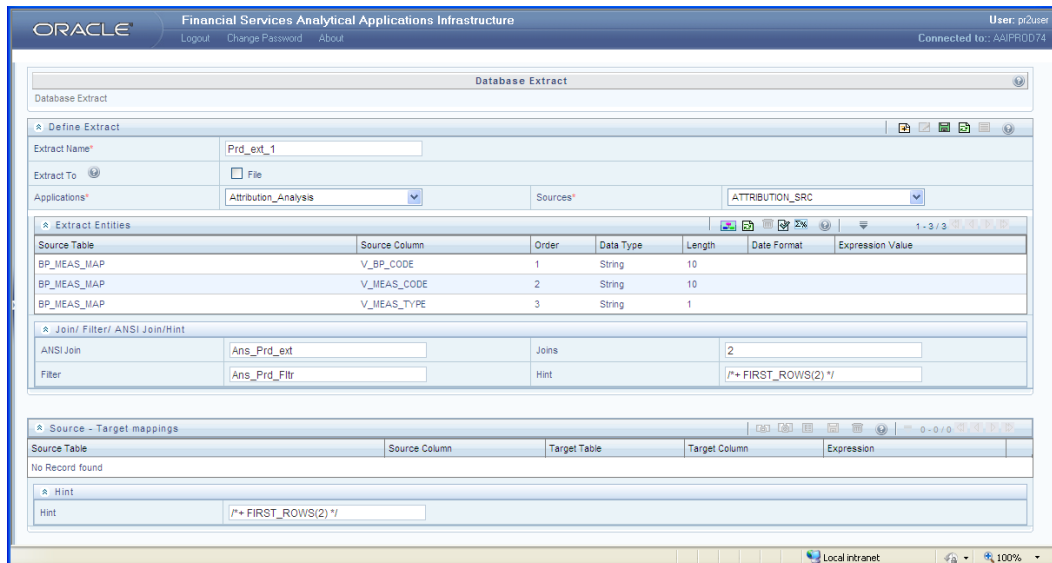 ORACLE
Financial Services Analytical Applications Infrastructure
User: pr2user
Logout Change Password About
Connected to:: AAIPROD74
Database Extract
Database Extract
Define Extract
Extract Name* Prd_ext_1
Extract To File
Applications* Attribution_Analysis Sources* ATTRIBUTION_SRC
Extract Entities 1 - 3 / 3
Source Table Source Column Order Data Type Length Date Format Expression Value
BP_MEAS_MAP V_BP_CODE 1 String 10
BP_MEAS_MAP V_MEAS_CODE 2 String 10
BP_MEAS_MAP V_MEAS_TYPE 3 String 1
Join/ Filter/ ANSI Join/Hint
ANSI Join Ans_Prd_ext Joins 2
Filter Ans_Prd_Fltr Hint /*+ FIRST_ROWS(2) */
Source - Target mappings 0 - 0 / 0
Source Table Source Column Target Table Target Column Expression
No Record found
Hint
Hint /*+ FIRST_ROWS(2) */
Local intranet 100%